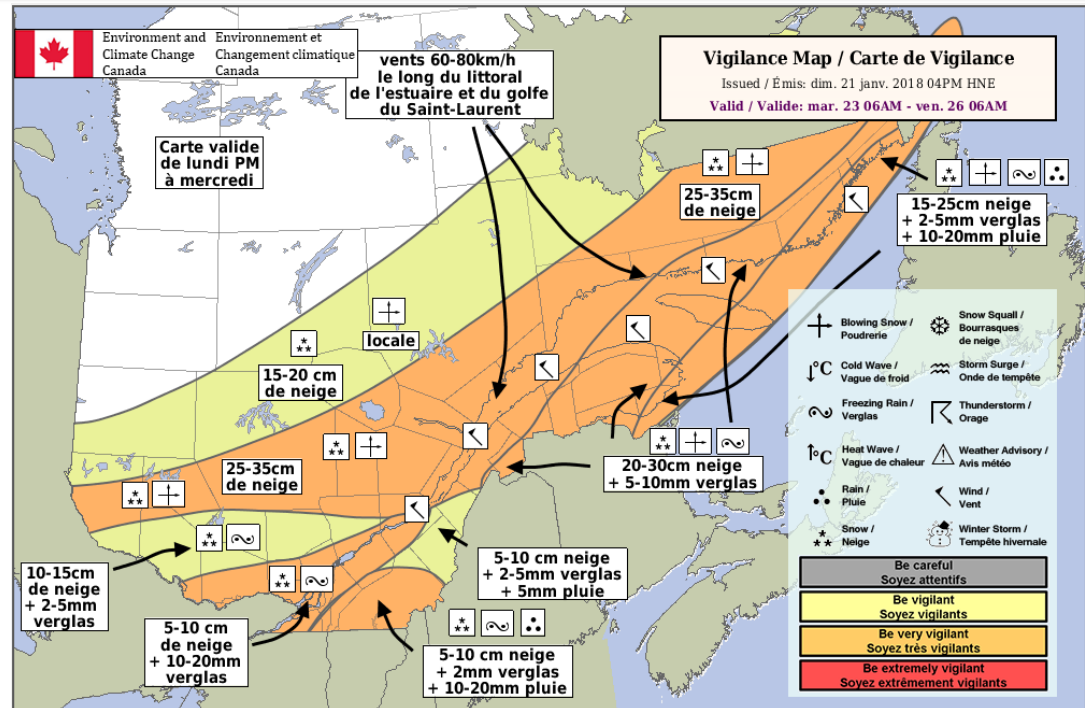 Environment and
Climate Change
Canada
Environnement et
Changement climatique
Canada
vents 60-80km/h
le long du littoral
de l'estuaire et du golfe
du Saint-Laurent
Vigilance Map / Carte de Vigilance
Issued / Émis: dim. 21 janv. 2018 04PM HNE
Valid / Valide: mar. 23 06AM - ven. 26 06AM
Carte valide
de lundi PM
à mercredi
25-35cm
de neige
15-25cm neige
+ 2-5mm verglas
+ 10-20mm pluie
locale
15-20 cm
de neige
25-35cm
de neige
20-30cm neige
+ 5-10mm verglas
10-15cm
de neige
+ 2-5mm
verglas
5-10 cm neige
+ 2-5mm verglas
+ 5mm pluie
5-10 cm
de neige
+ 10-20mm
verglas
5-10 cm neige
+ 2mm verglas
+ 10-20mm pluie
Blowing Snow /
Poudrerie
Snow Squall /
Bourrasques
de neige
°C
Cold Wave /
Vague de froid
Storm Surge /
Onde de tempête
Freezing Rain /
Verglas
Thunderstorm /
Orage
°C
Heat Wave /
Vague de chaleur
Weather Advisory /
Avis météo
Rain /
Pluie
Wind /
Vent
Snow /
Neige
Winter Storm /
Tempête hivernale
Be careful
Soyez attentifs
Be vigilant
Soyez vigilants
Be very vigilant
Soyez très vigilants
Be extremely vigilant
Soyez extrêmement vigilants